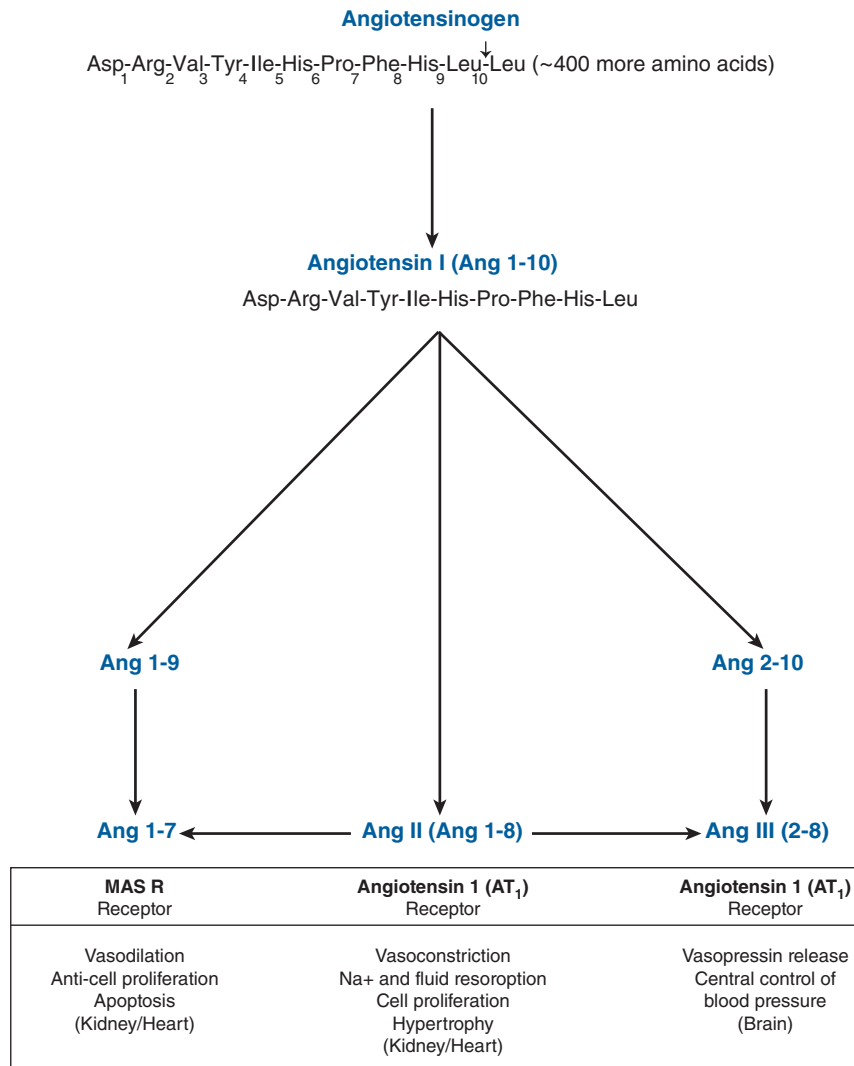 Angiotensinogen
Asp-Arg-Val-Tyr-Ile-His-Pro-Phe-His-Leu-Leu (~400 more amino acids)
1 2 3 4 5 6 7 8 9 10
Angiotensin I (Ang 1-10)
Asp-Arg-Val-Tyr-Ile-His-Pro-Phe-His-Leu
Ang 1-9
Ang 2-10
Ang 1-7
Ang II (Ang 1-8)
Ang III (2-8)
MAS R
Receptor
Angiotensin 1 (AT₁)
Receptor
Angiotensin 1 (AT₁)
Receptor
Vasodilation
Anti-cell proliferation
Apoptosis
(Kidney/Heart)
Vasoconstriction
Na+ and fluid resoroption
Cell proliferation
Hypertrophy
(Kidney/Heart)
Vasopressin release
Central control of
blood pressure
(Brain)